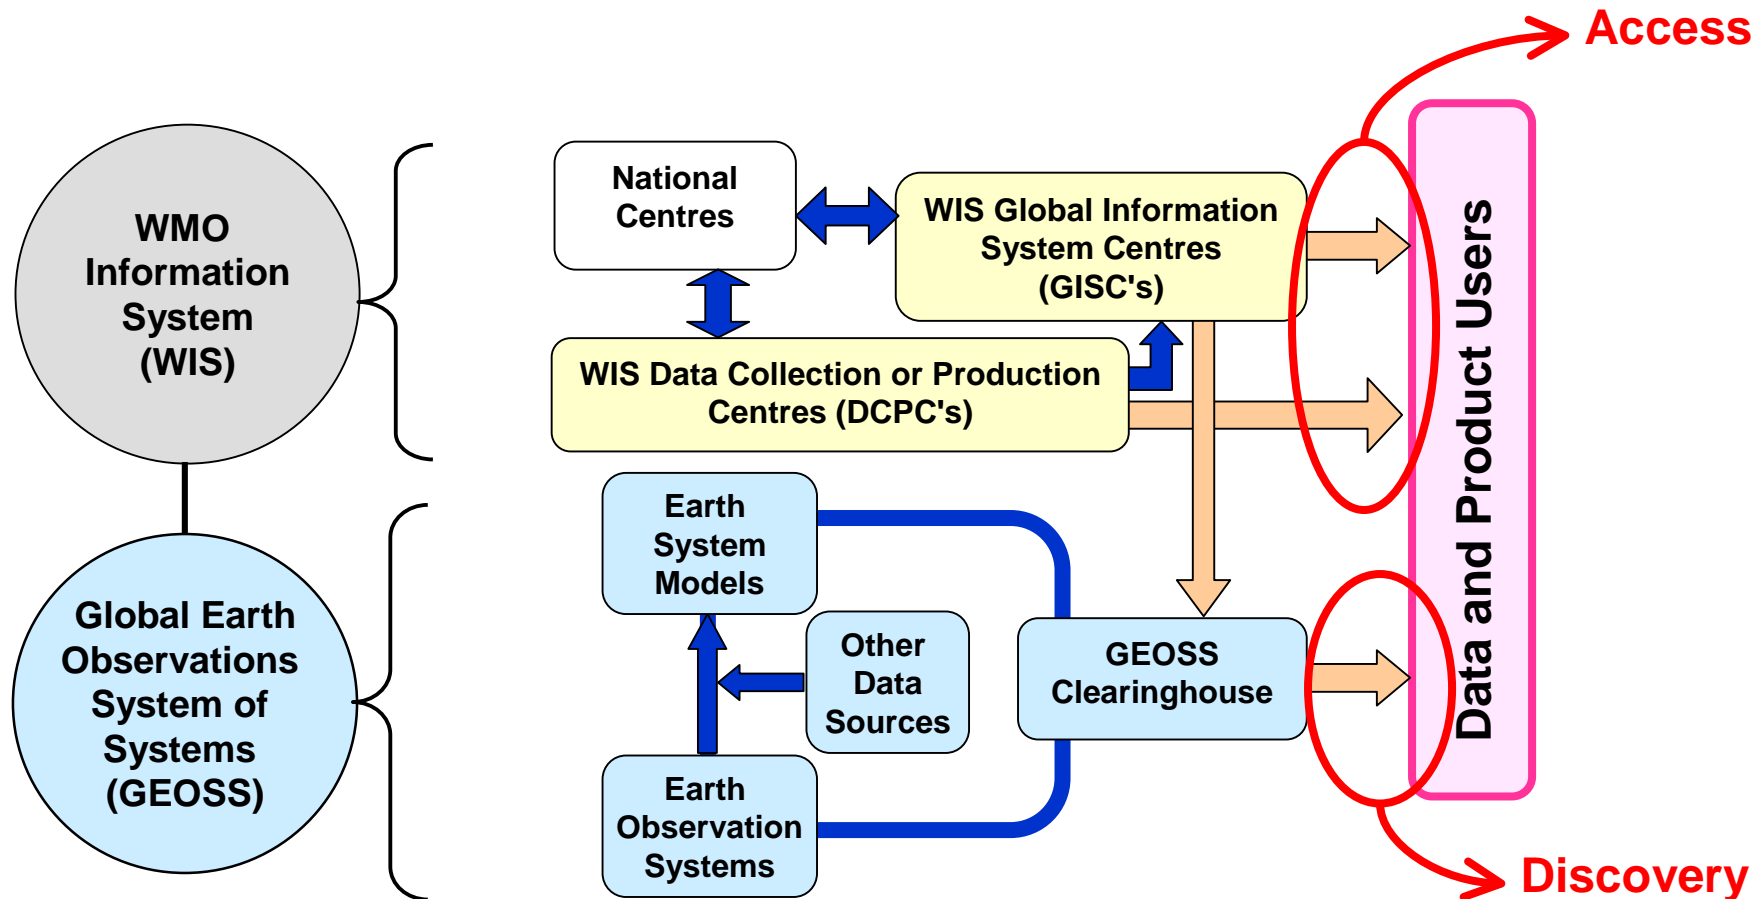 Access
WMO
Information
System
(WIS)
National
Centres
WIS Global Information
System Centres
(GISC's)
WIS Data Collection or Production
Centres (DCPC's)
Data and Product Users
Global Earth
Observations
System of
Systems
(GEOSS)
Earth
System
Models
Other
Data
Sources
GEOSS
Clearinghouse
Earth
Observation
Systems
Discovery